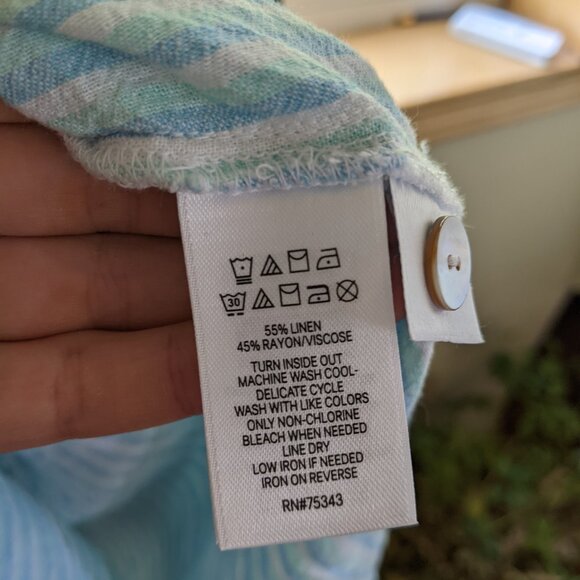 30
55% LINEN
45% RAYON/VISCOSE
TURN INSIDE OUT
MACHINE WASH COOL-
DELICATE CYCLE
WASH WITH LIKE COLORS
ONLY NON-CHLORINE
BLEACH WHEN NEEDED
LINE DRY
LOW IRON IF NEEDED
IRON ON REVERSE
RN#75343